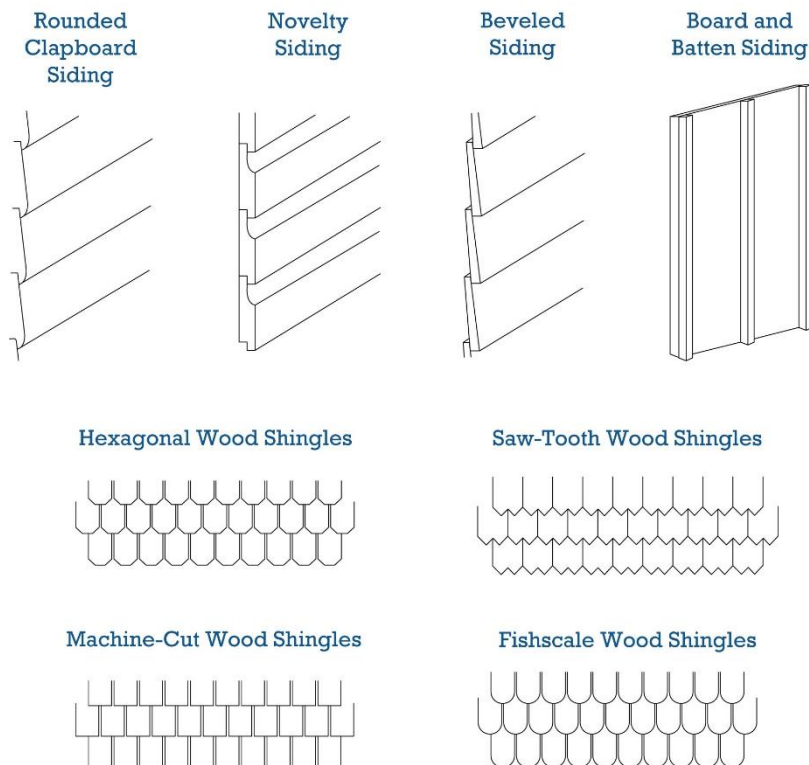 Rounded
Clapboard
Siding
Novelty
Siding
Beveled
Siding
Board and
Batten Siding
Hexagonal Wood Shingles
Saw-Tooth Wood Shingles
Machine-Cut Wood Shingles
Fishscale Wood Shingles